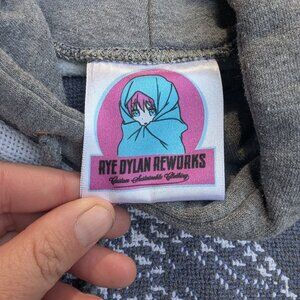 RYE DYLAN REWORKS
Custom Sustainable Clothing